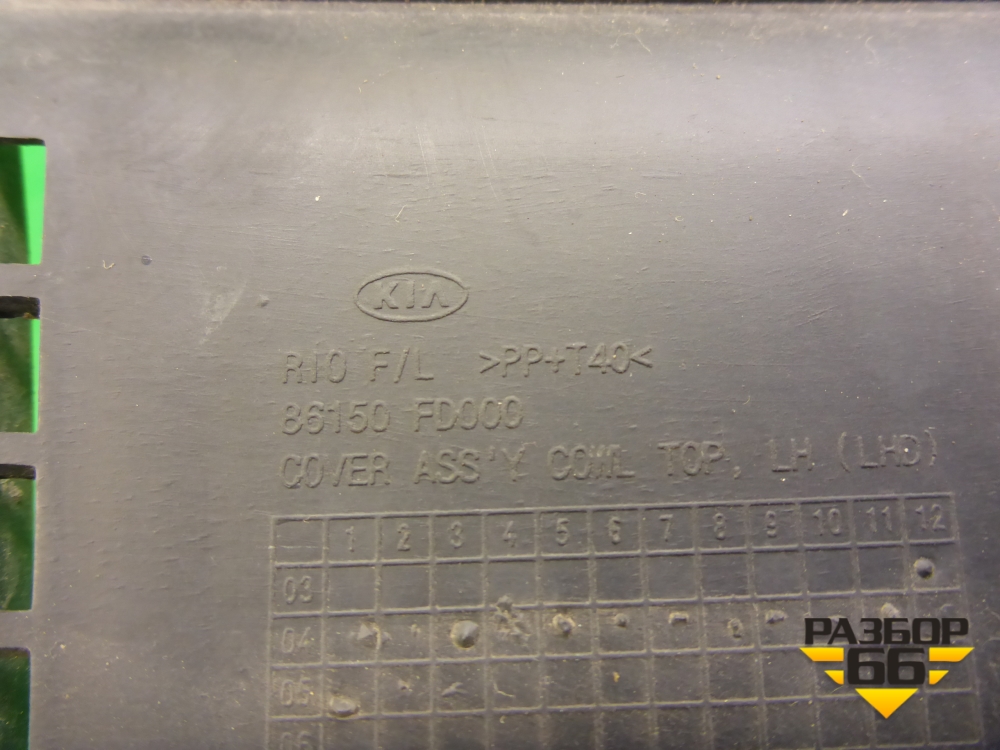 KIA
RIO F/L >PP+T40<
86150 FD000
COVER ASS'Y COWL TOP, LH (LHD)
1 2 3 4 5 6 7 8 9 10 11 12
03
04
05
06
РАЗБОР
66